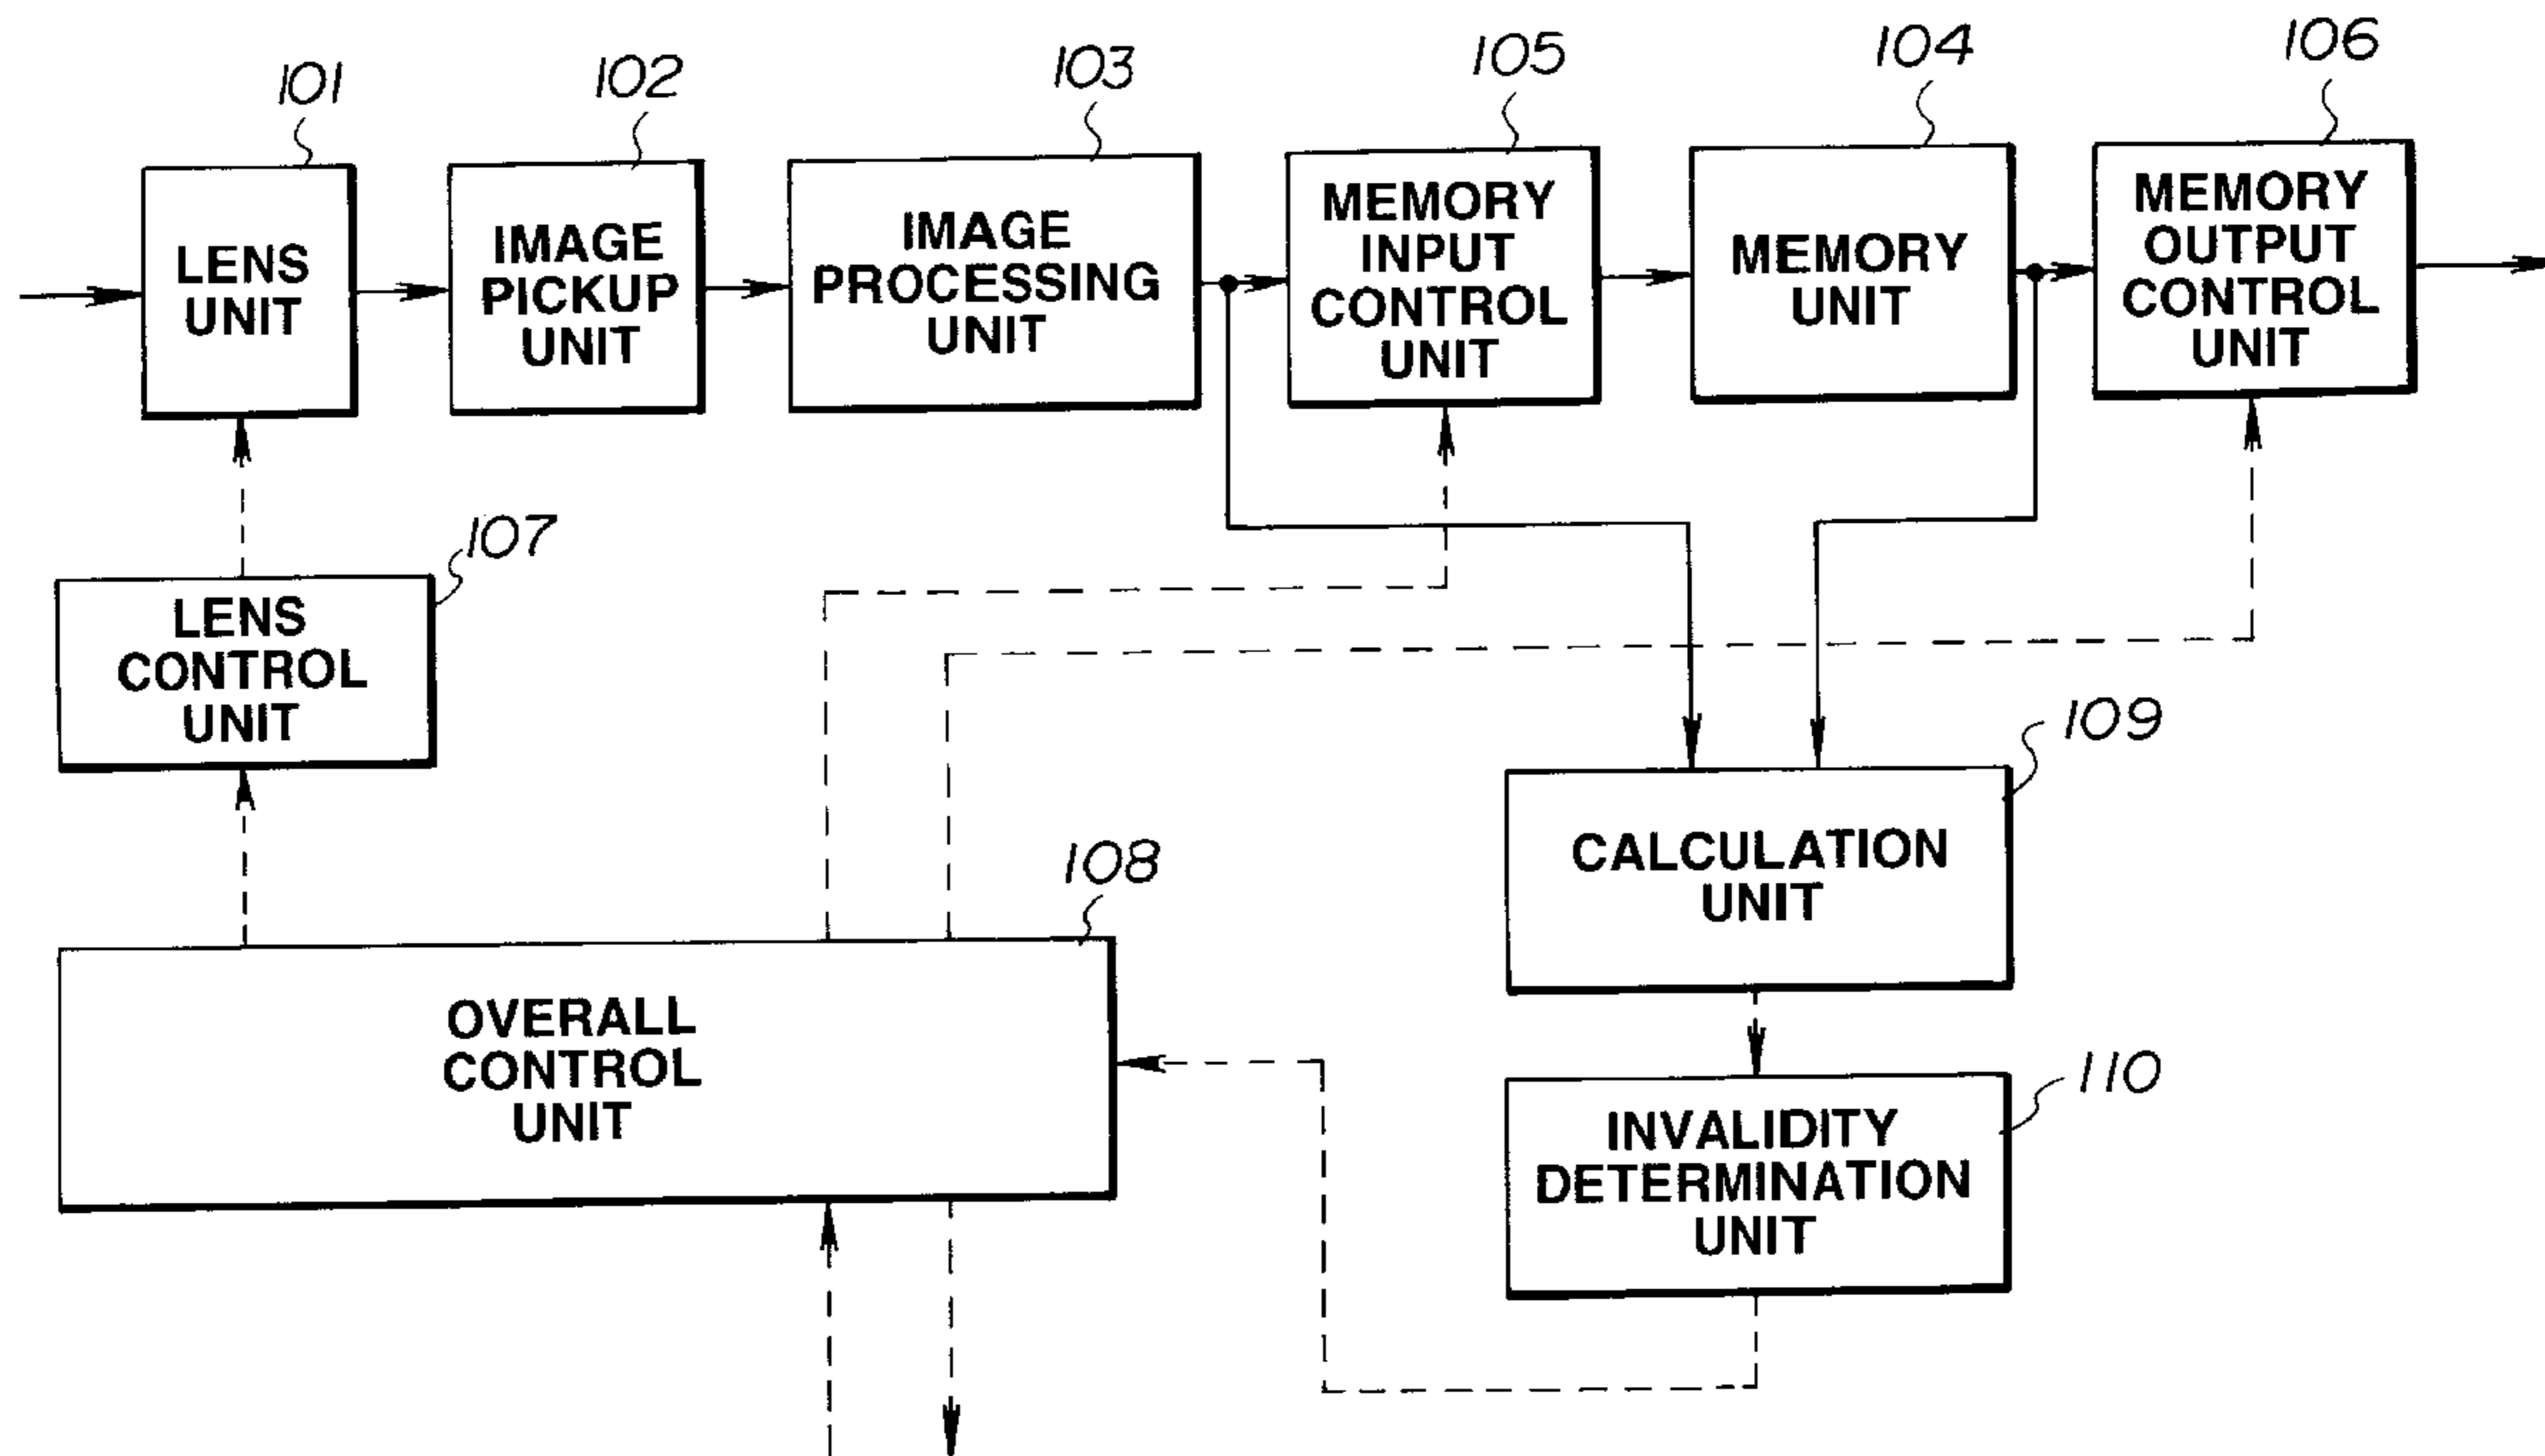 101
102
103
105
104
106
LENS
UNIT
IMAGE
PICKUP
UNIT
IMAGE
PROCESSING
UNIT
MEMORY
INPUT
CONTROL
UNIT
MEMORY
UNIT
MEMORY
OUTPUT
CONTROL
UNIT
107
LENS
CONTROL
UNIT
109
CALCULATION
UNIT
108
OVERALL
CONTROL
UNIT
110
INVALIDITY
DETERMINATION
UNIT